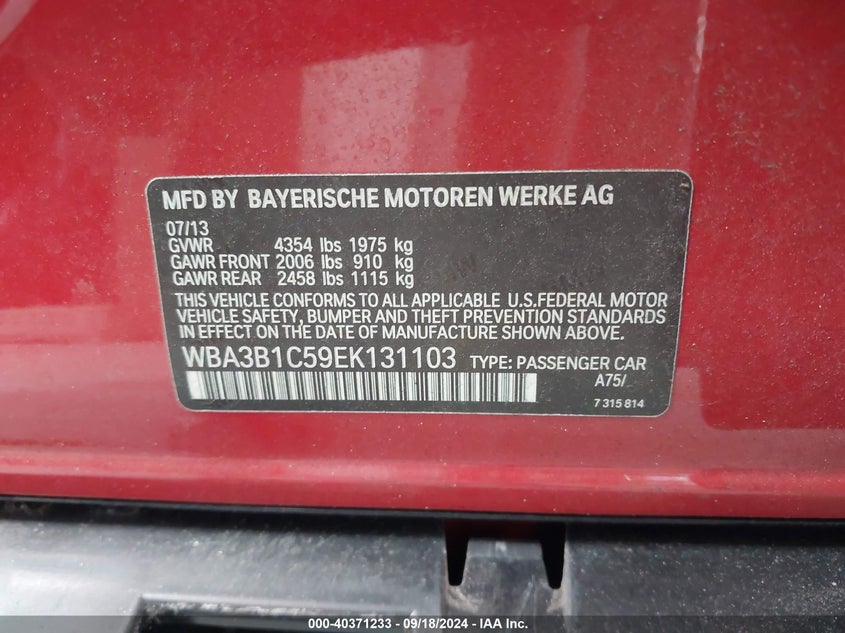 MFD BY BAYERISCHE MOTOREN WERKE AG
07/13
GVWR 4354 lbs 1975 kg
GAWR FRONT 2006 lbs 910 kg
GAWR REAR 2458 lbs 1115 kg
THIS VEHICLE CONFORMS TO ALL APPLICABLE U.S.FEDERAL MOTOR
VEHICLE SAFETY, BUMPER AND THEFT PREVENTION STANDARDS
IN EFFECT ON THE DATE OF MANUFACTURE SHOWN ABOVE.
WBA3B1C59EK131103 TYPE: PASSENGER CAR
A75/
7 315 814
000-40371233 - 09/18/2024 - IAA Inc.